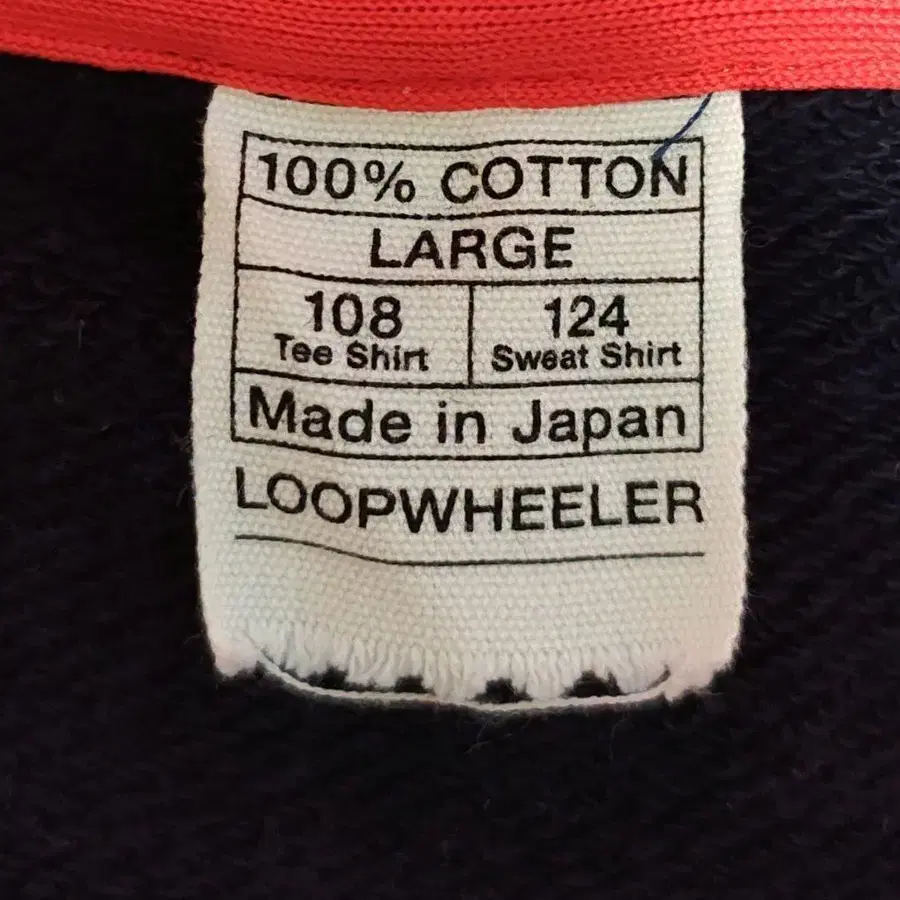 100% COTTON
LARGE
108 124
Tee Shirt Sweat Shirt
Made in Japan
LOOPWHEELER